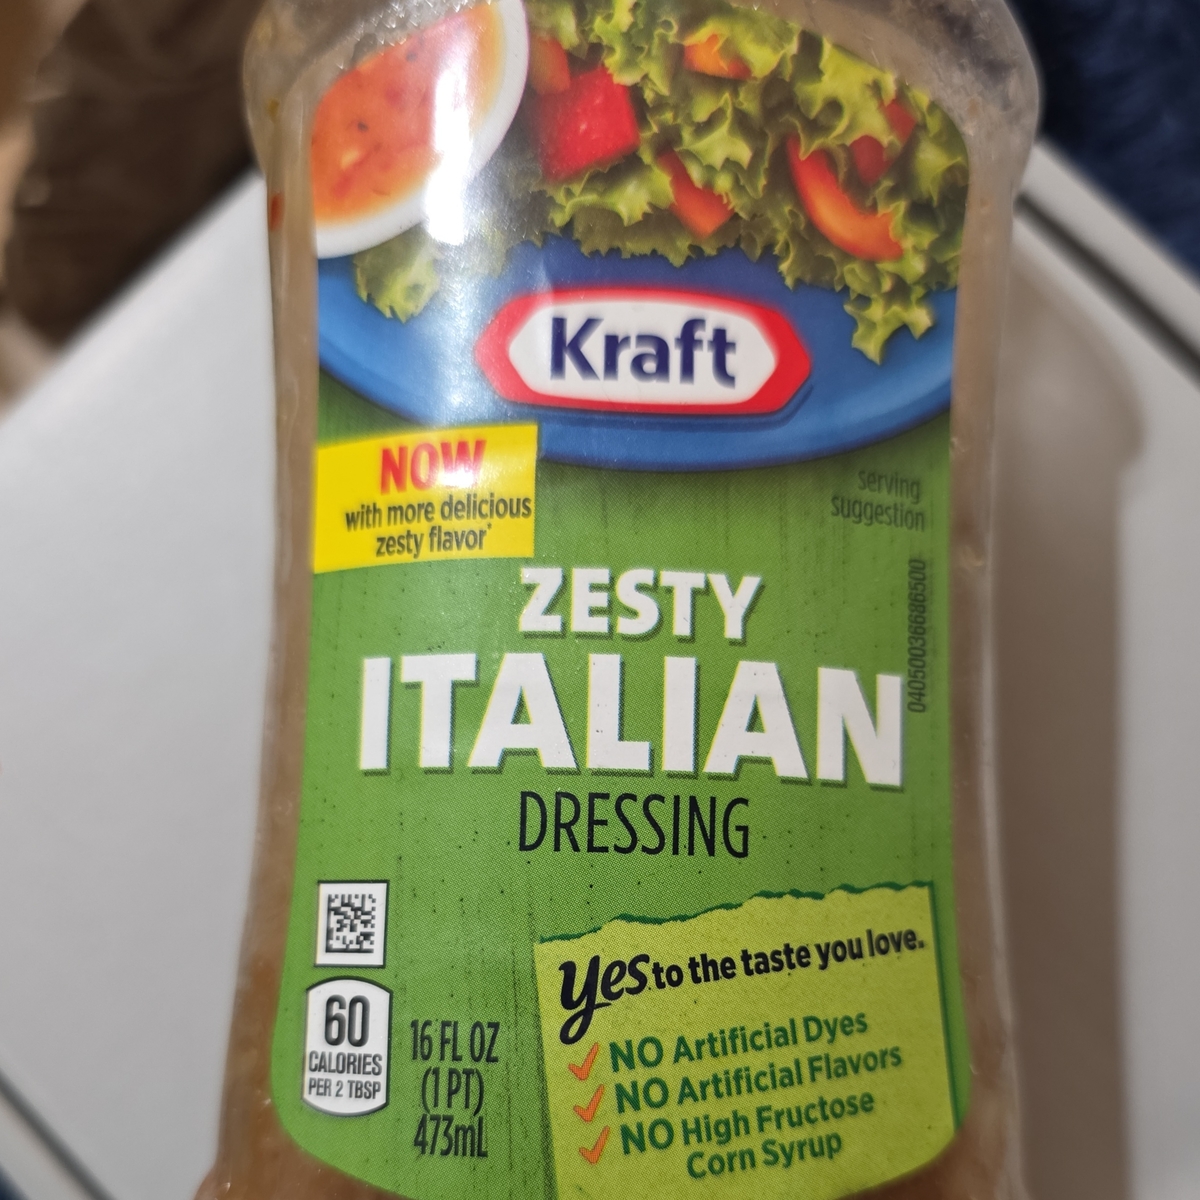 Kraft
NOW
with more delicious
zesty flavor*
serving
suggestion
0405003668650​0
ZESTY
ITALIAN
DRESSING
60
CALORIES
PER 2 TBSP
16 FL OZ
(1 PT)
473mL
yes to the taste you love.
NO Artificial Dyes
NO Artificial Flavors
NO High Fructose
Corn Syrup